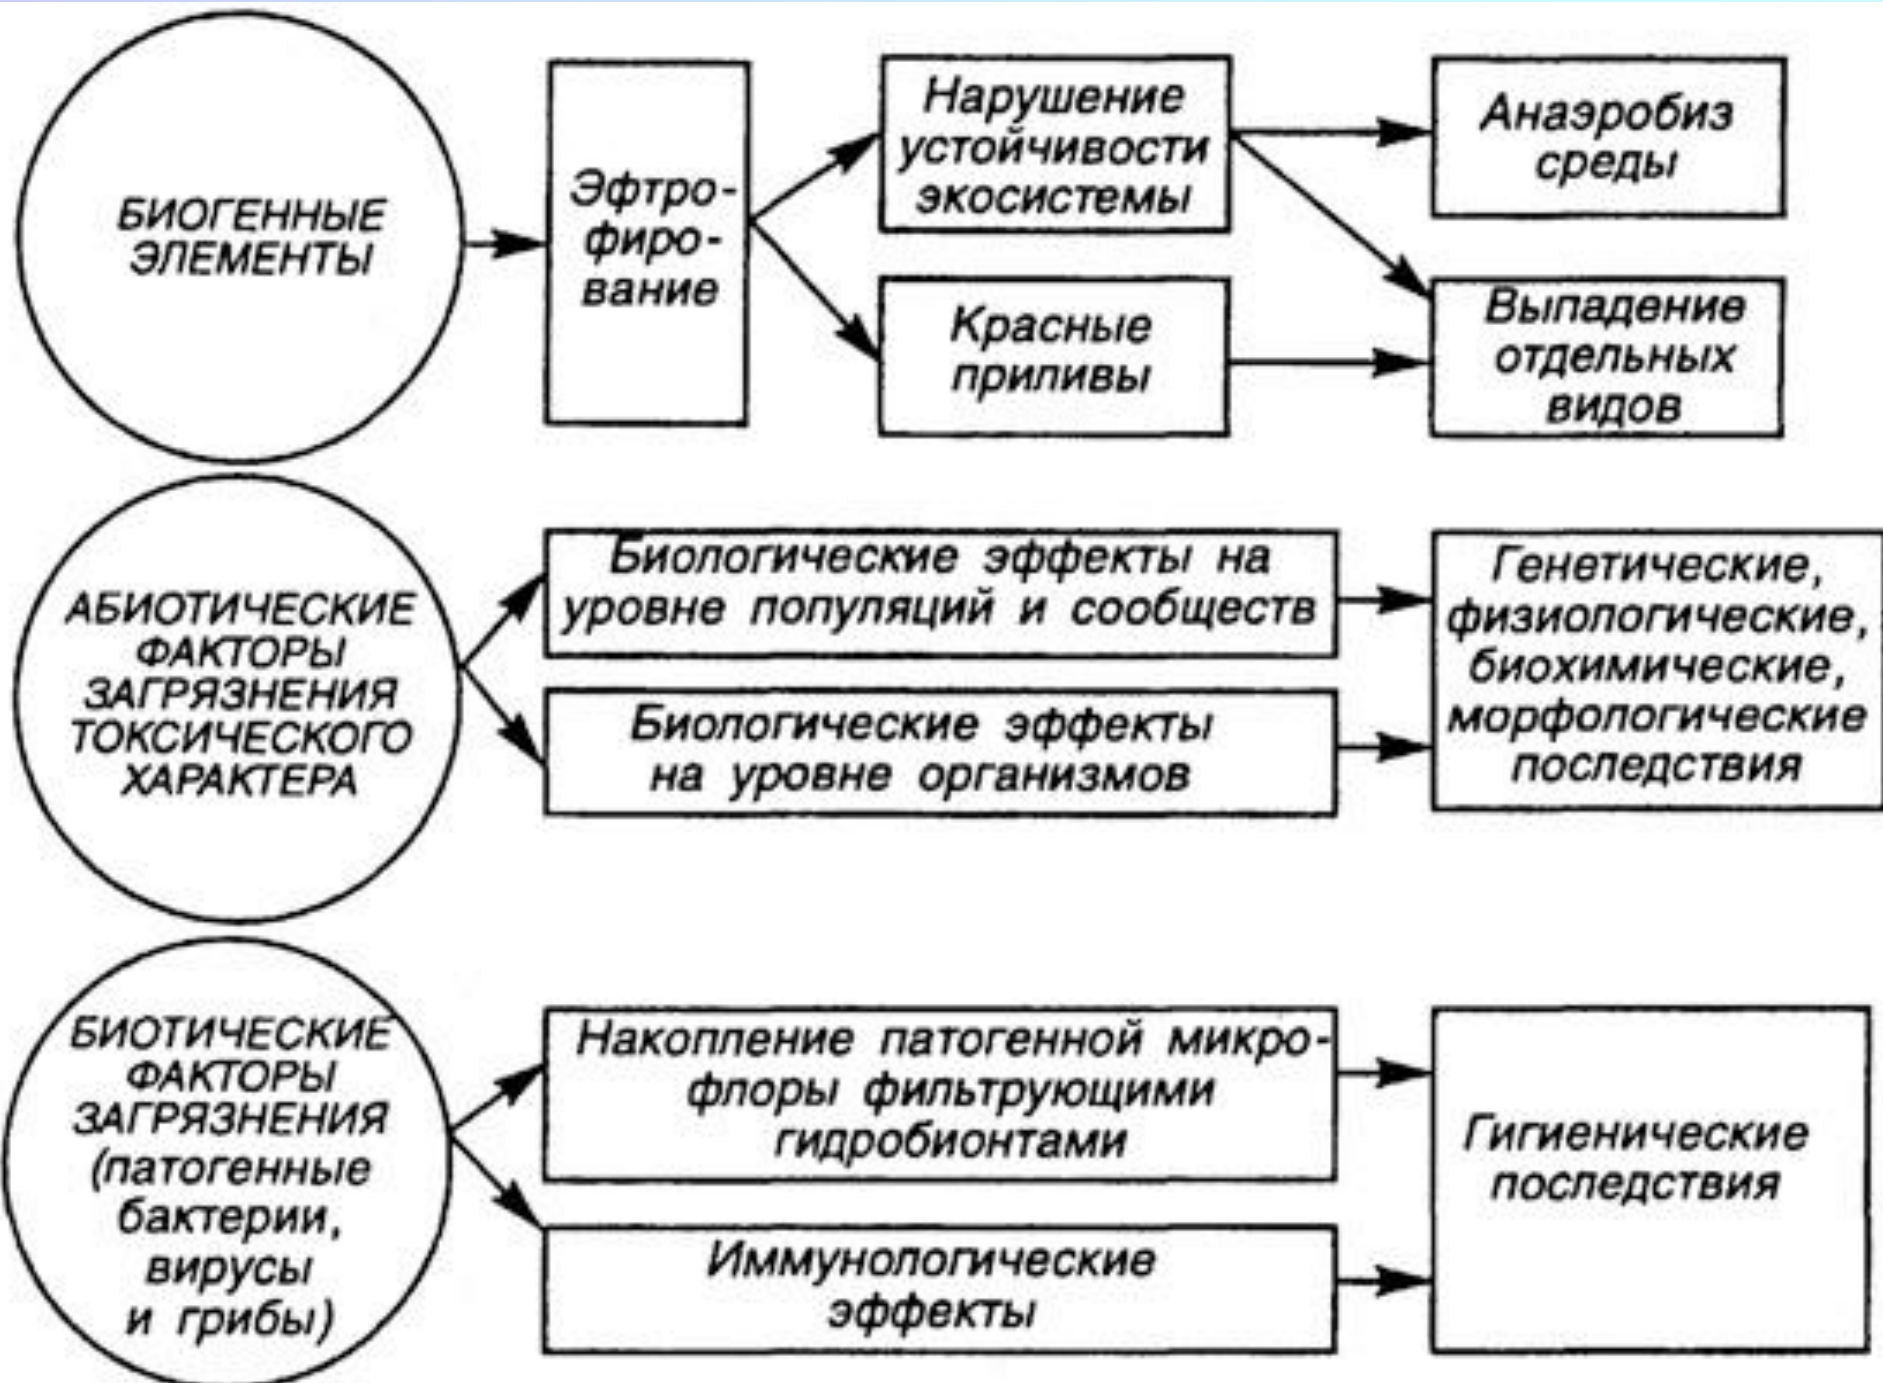 БИОГЕННЫЕ
ЭЛЕМЕНТЫ
Эфтро-
фиро-
вание
Нарушение
устойчивости
экосистемы
Красные
приливы
Анаэробиз
среды
Выпадение
отдельных
видов
АБИОТИЧЕСКИЕ
ФАКТОРЫ
ЗАГРЯЗНЕНИЯ
ТОКСИЧЕСКОГО
ХАРАКТЕРА
Биологические эффекты на
уровне популяций и сообществ
Биологические эффекты
на уровне организмов
Генетические,
физиологические,
биохимические,
морфологические
последствия
БИОТИЧЕСКИЕ
ФАКТОРЫ
ЗАГРЯЗНЕНИЯ
(патогенные
бактерии,
вирусы
и грибы)
Накопление патогенной микро-
флоры фильтрующими
гидробионтами
Иммунологические
эффекты
Гигиенические
последствия